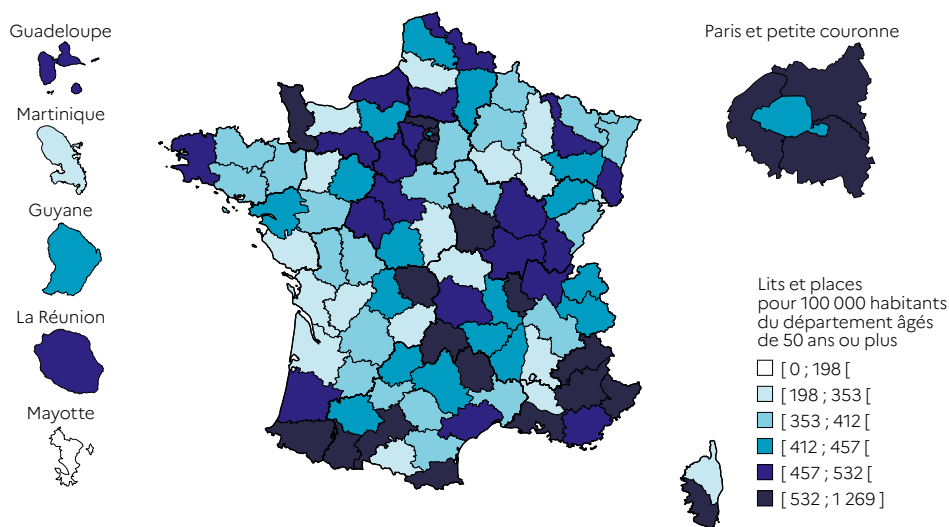 Guadeloupe
Martinique
Guyane
La Réunion
Mayotte
Paris et petite couronne
Lits et places
pour 100 000 habitants
du département âgés
de 50 ans ou plus
[ 0 ; 198 [
[ 198 ; 353 [
[ 353 ; 412 [
[ 412 ; 457 [
[ 457 ; 532 [
[ 532 ; 1 269 ]